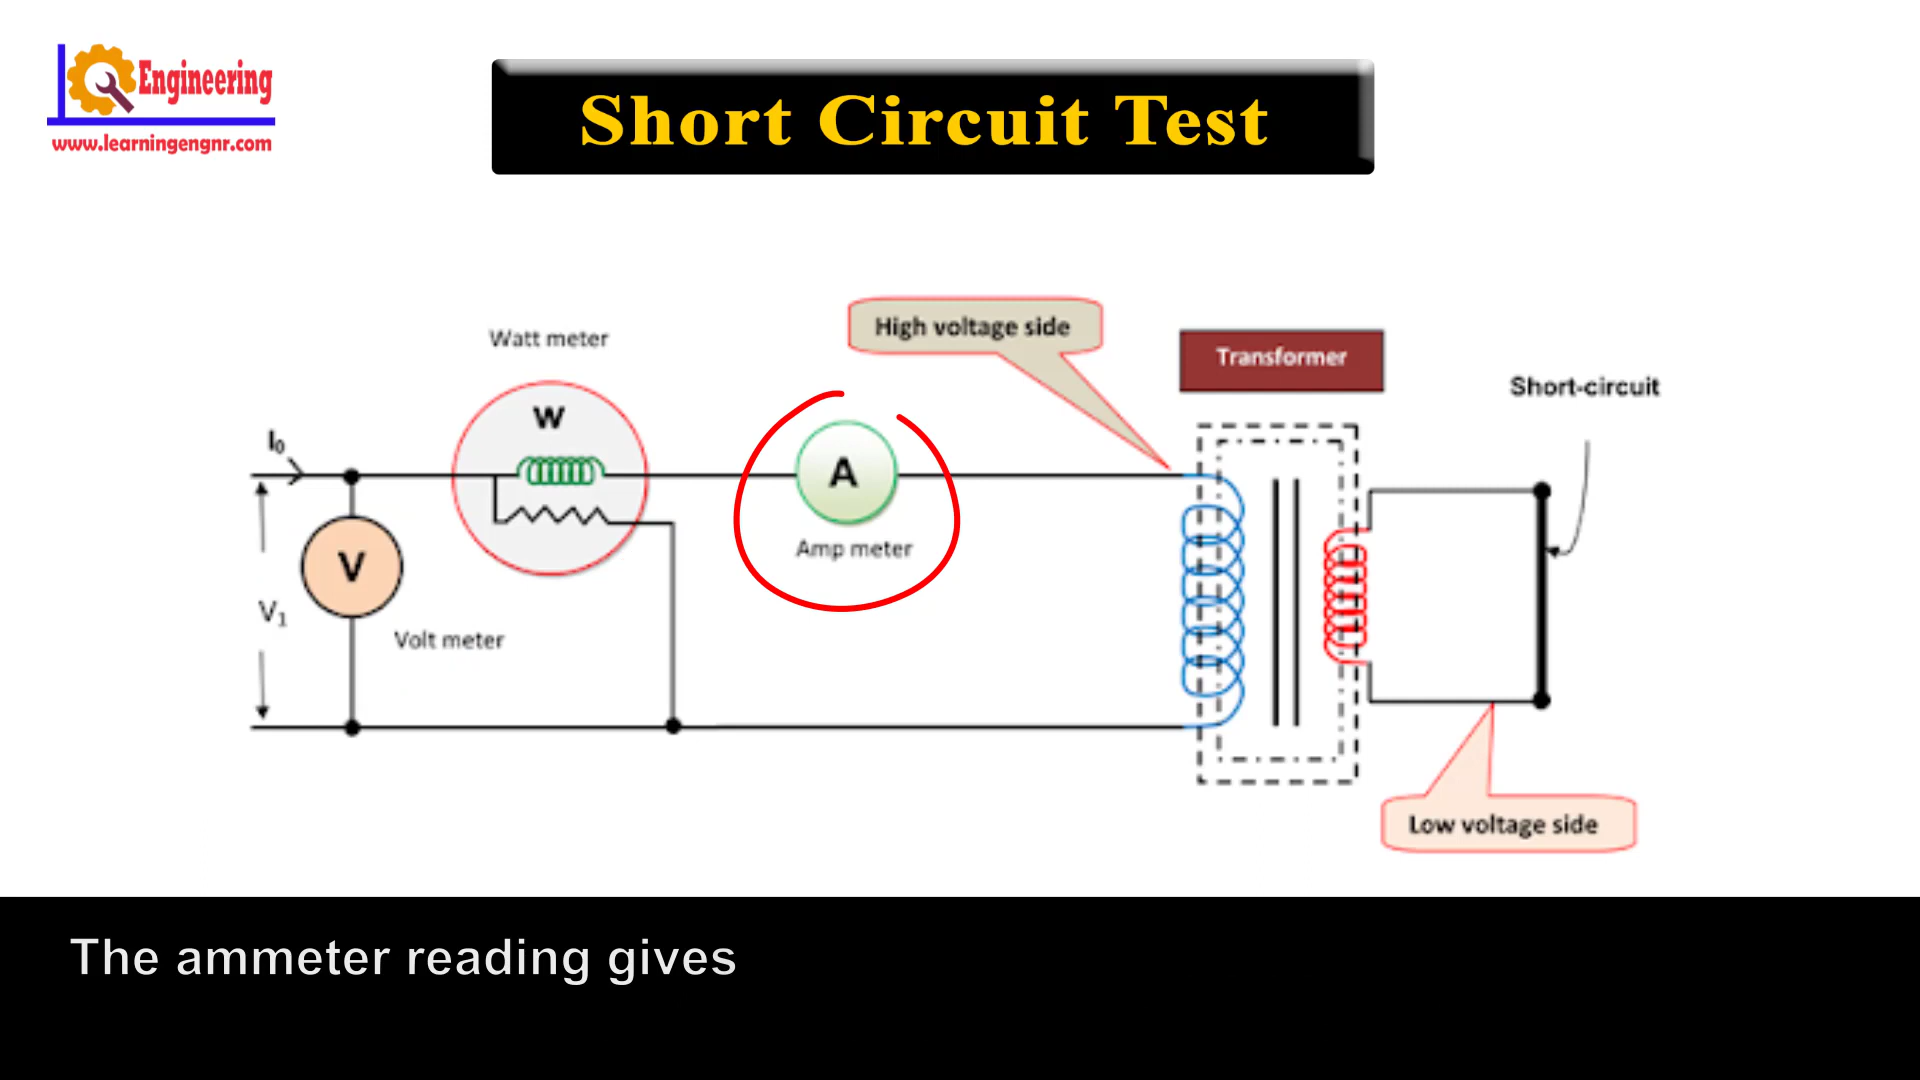 Engineering
www.learningengnr.com
Short Circuit Test
High voltage side
Watt meter
Transformer
Short-circuit
W
I0
A
Amp meter
V
V1
Volt meter
Low voltage side
The ammeter reading gives